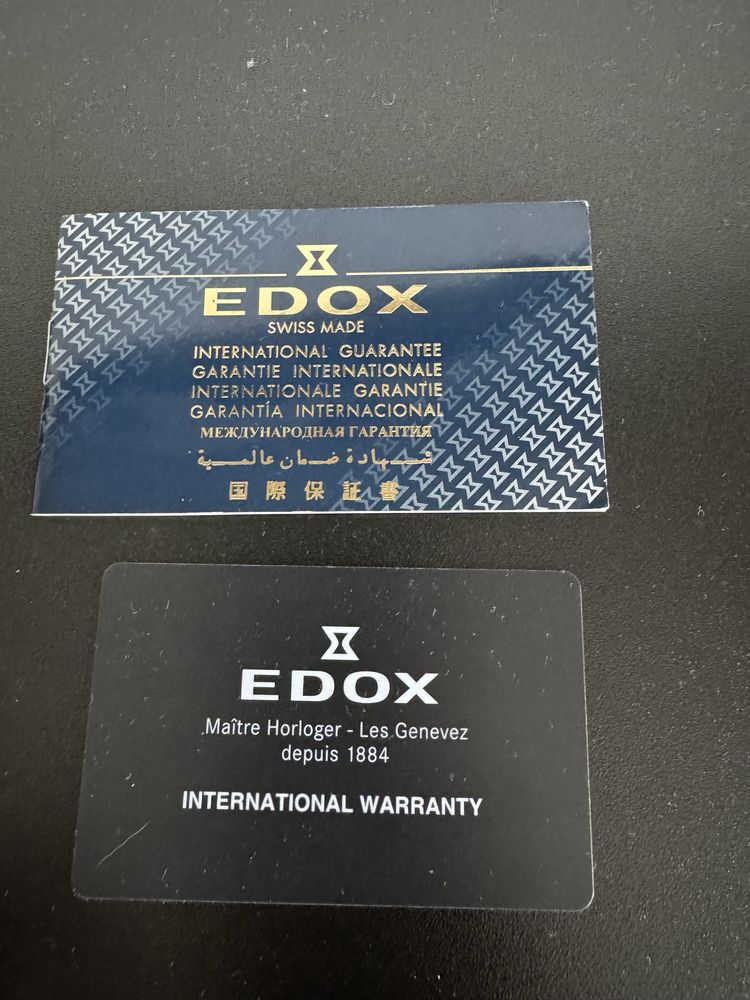 EDOX
SWISS MADE
INTERNATIONAL GUARANTEE
GARANTIE INTERNATIONALE
INTERNATIONALE GARANTIE
GARANTÍA INTERNACIONAL
МЕЖДУНАРОДНАЯ ГАРАНТИЯ
شهادة ضمان عالمية
国際保証書
EDOX
Maître Horloger - Les Genevez
depuis 1884
INTERNATIONAL WARRANTY